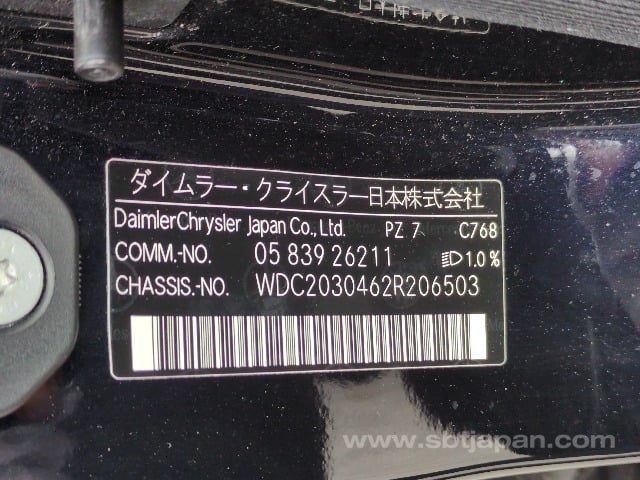 ダイムラー・クライスラー日本株式会社
DaimlerChrysler Japan Co., Ltd. PZ 7 C768
COMM.-NO. 05 839 26211 1.0 %
CHASSIS.-NO. WDC2030462R206503
www.sbtjapan.com